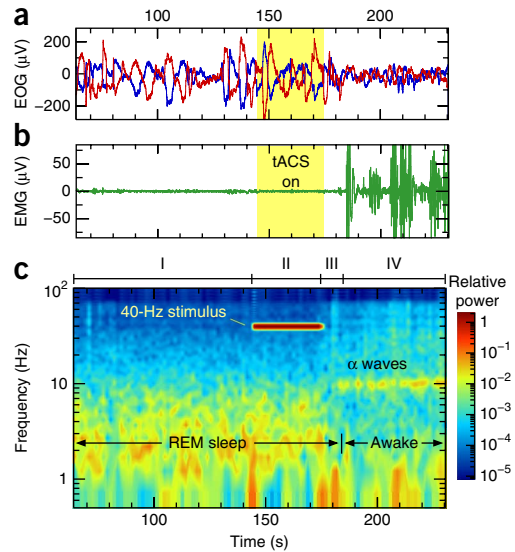 a
100 150 200
EOG (µV)
200
0
−200
b
EMG (µV)
50
0
−50
tACS
on
I II III IV
c
Relative
power
Frequency (Hz)
10²
10
1
40-Hz stimulus
α waves
REM sleep
Awake
1
10⁻¹
10⁻²
10⁻³
10⁻⁴
10⁻⁵
100 150 200
Time (s)